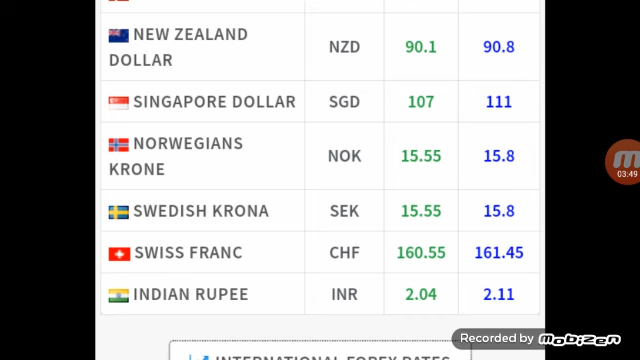 NEW ZEALAND DOLLAR NZD 90.1 90.8
SINGAPORE DOLLAR SGD 107 111
NORWEGIANS KRONE NOK 15.55 15.8
SWEDISH KRONA SEK 15.55 15.8
SWISS FRANC CHF 160.55 161.45
INDIAN RUPEE INR 2.04 2.11
INTERNATIONAL FOREX RATES
03:49
Recorded by MOBIZEN